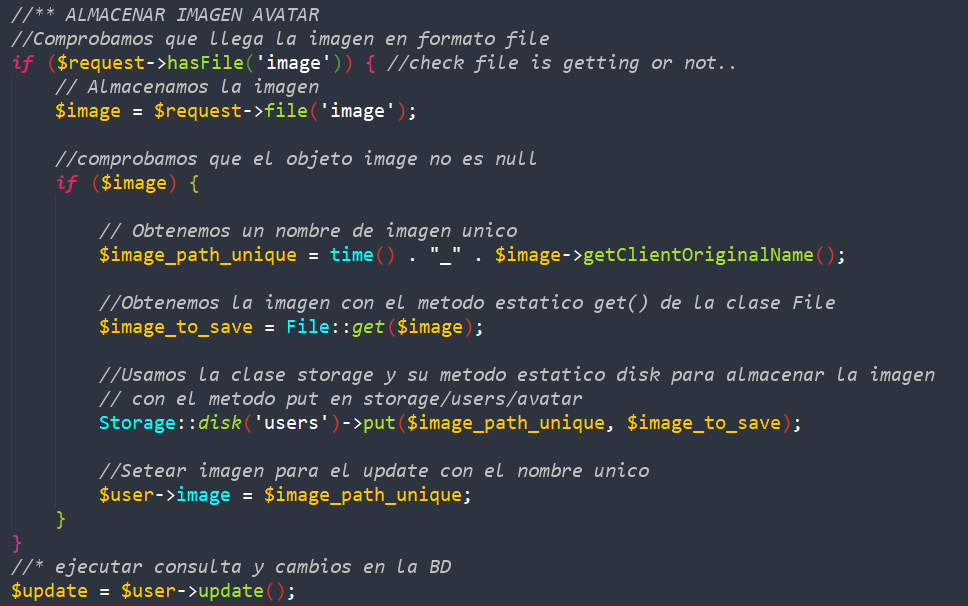 //** ALMACENAR IMAGEN AVATAR
//Comprobamos que llega la imagen en formato file
if ($request->hasFile('image')) { //check file is getting or not..
// Almacenamos la imagen
$image = $request->file('image');
//comprobamos que el objeto image no es null
if ($image) {
// Obtenemos un nombre de imagen unico
$image_path_unique = time() . "_" . $image->getClientOriginalName();
//Obtenemos la imagen con el metodo estatico get() de la clase File
$image_to_save = File::get($image);
//Usamos la clase storage y su metodo estatico disk para almacenar la imagen
// con el metodo put en storage/users/avatar
Storage::disk('users')->put($image_path_unique, $image_to_save);
//Setear imagen para el update con el nombre unico
$user->image = $image_path_unique;
}
}
//* ejecutar consulta y cambios en la BD
$update = $user->update();